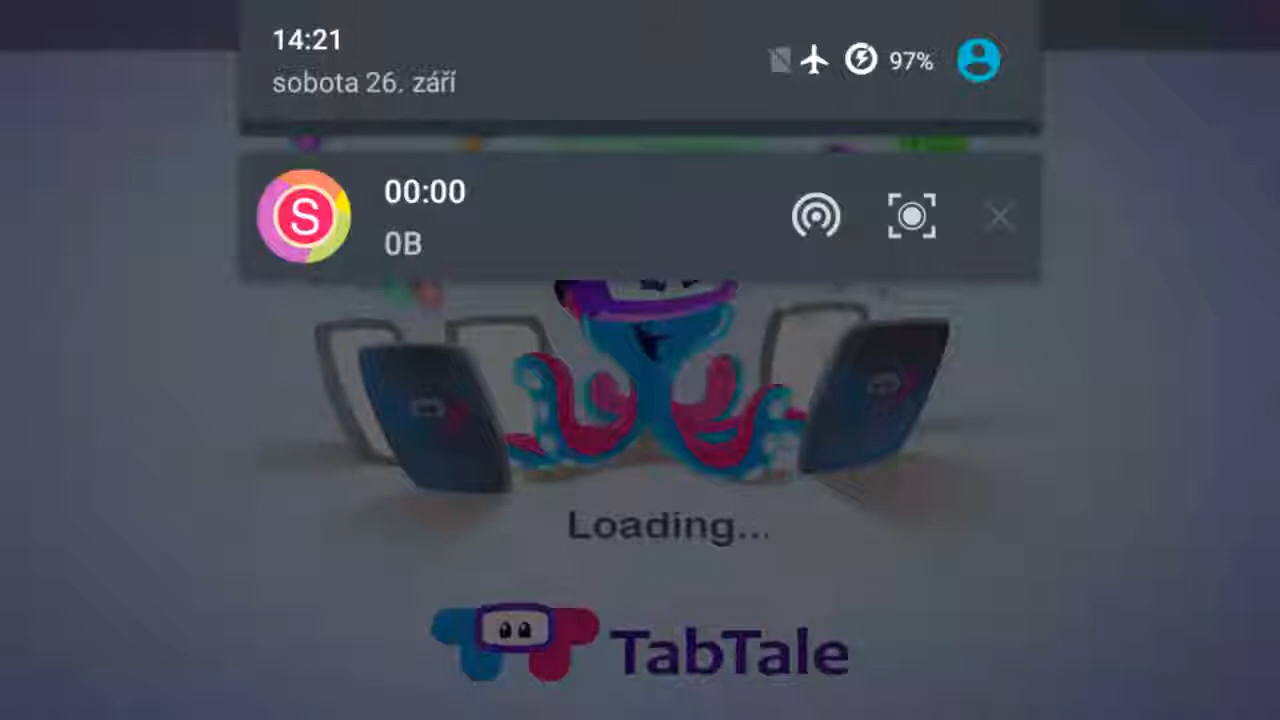 14:21
sobota 26. září
97%
S
00:00
0B
Loading...
TabTale